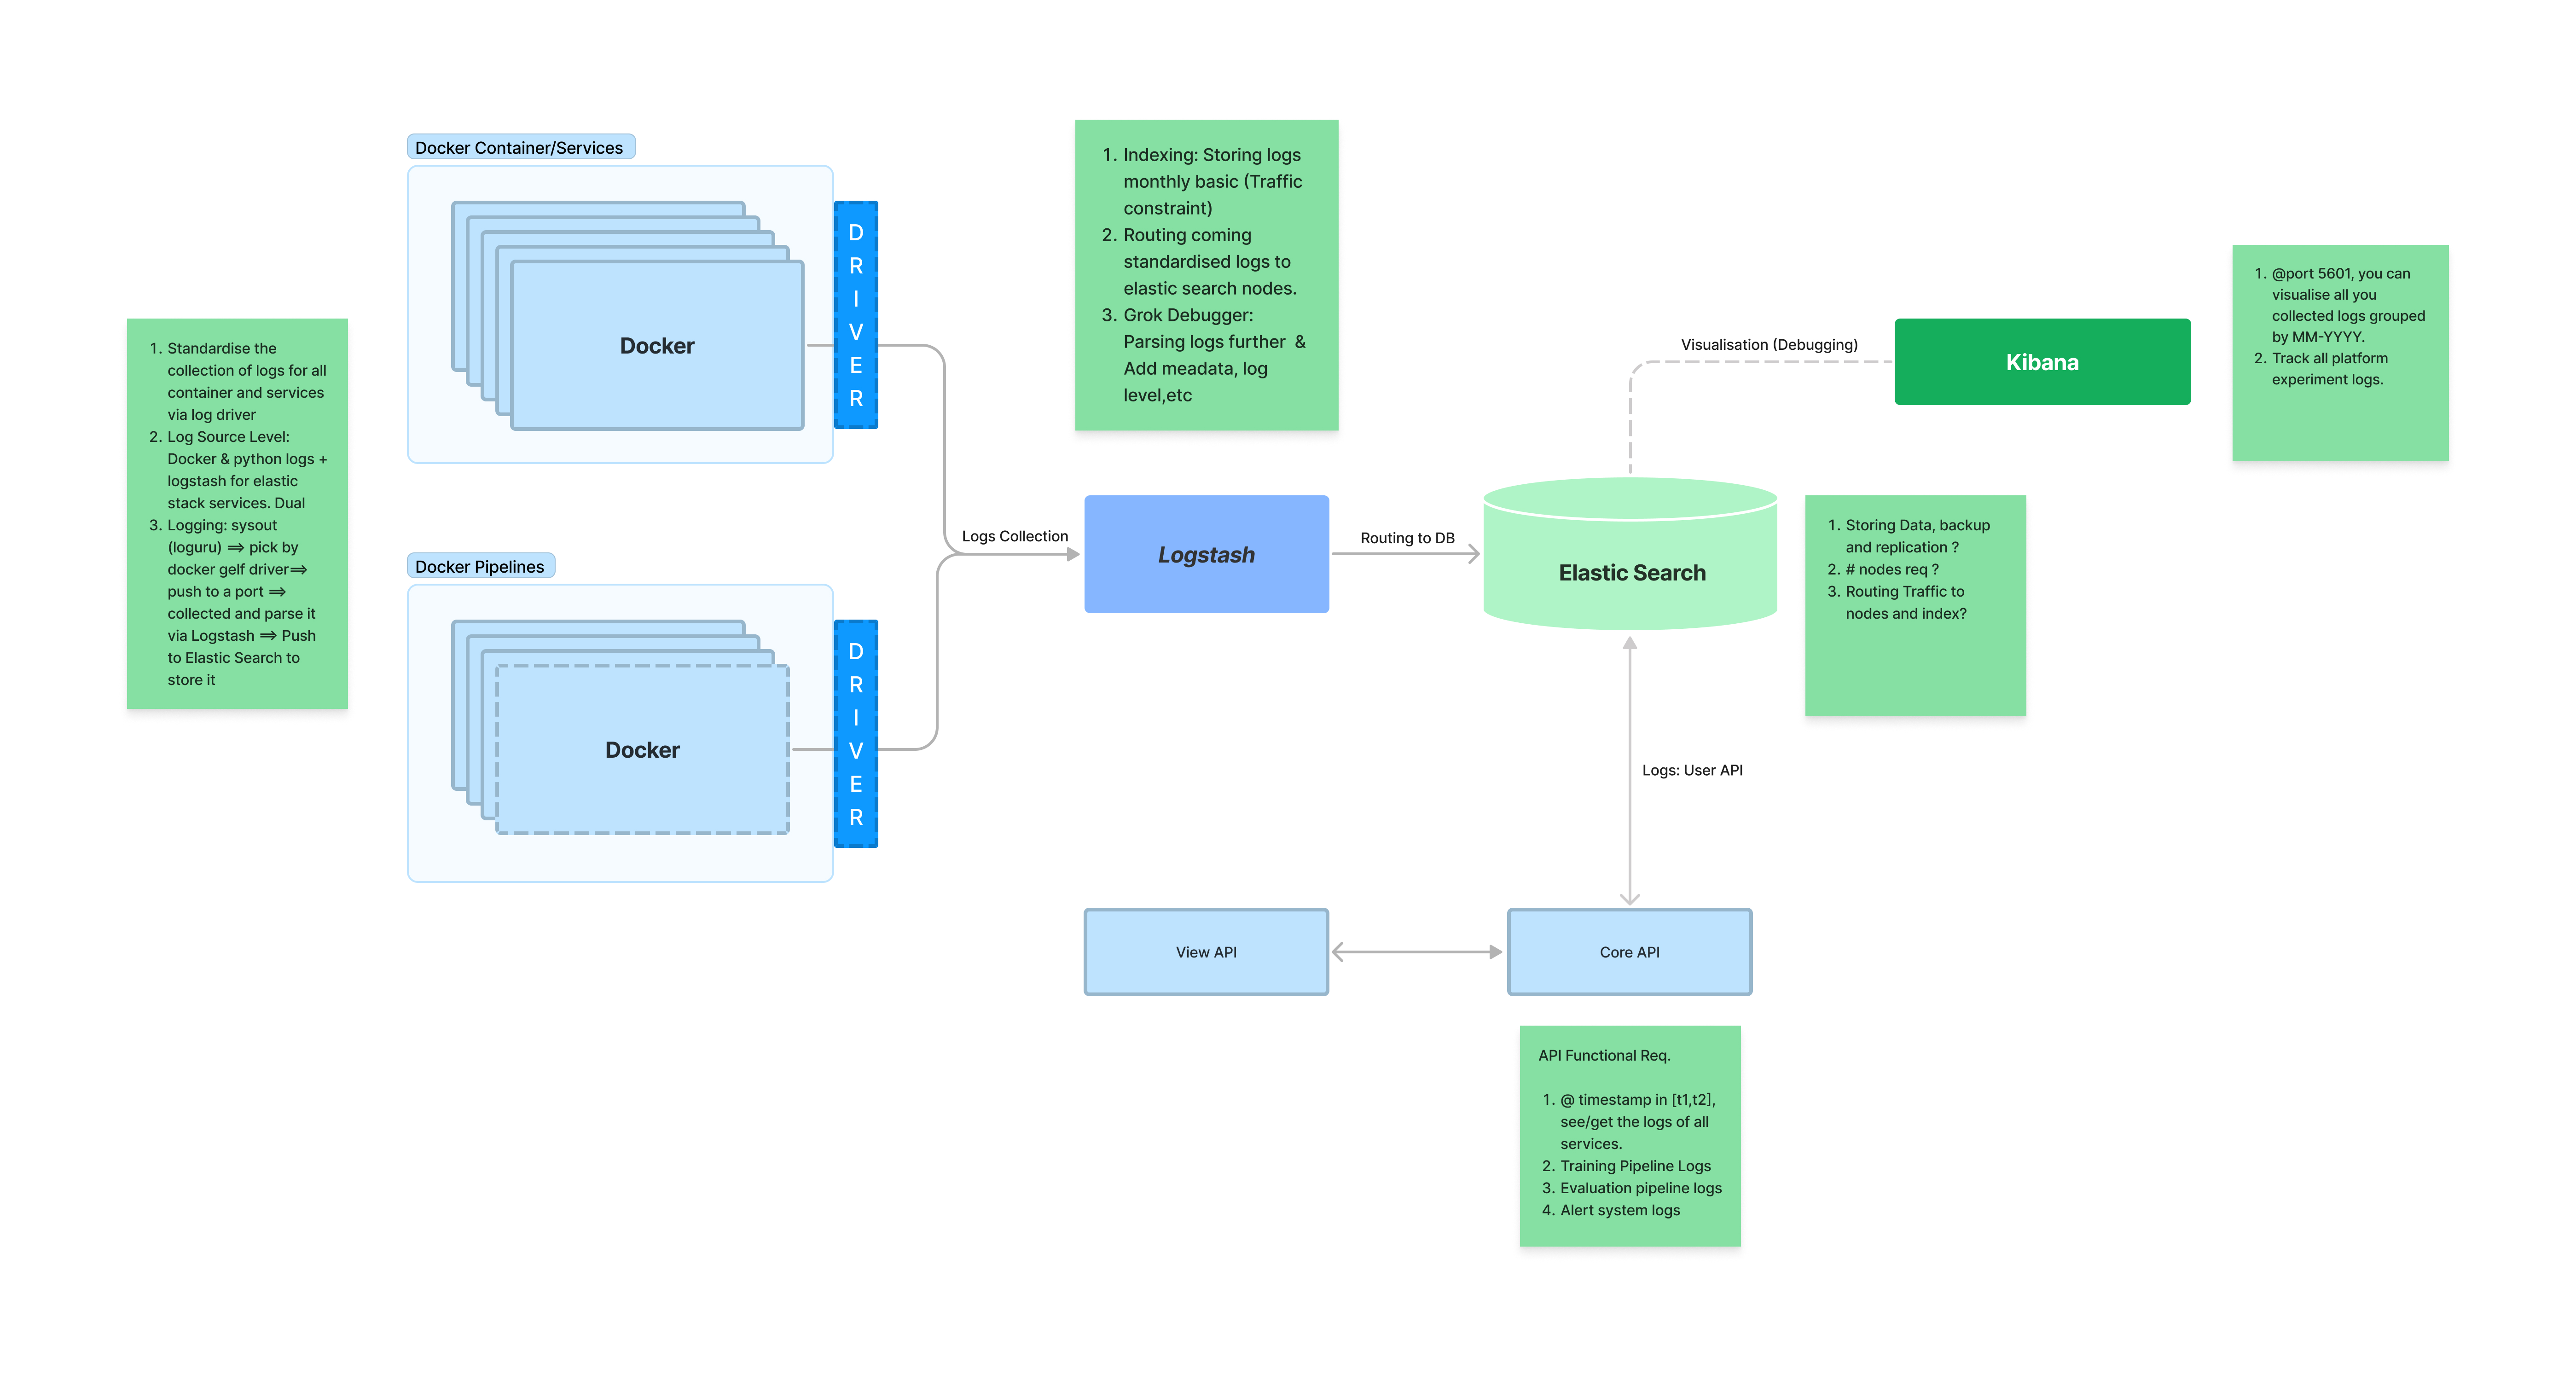 Docker Container/Services
D
R
I
V
E
R
Docker
1. Standardise the
collection of logs for all
container and services
via log driver
2. Log Source Level:
Docker & python logs +
logstash for elastic
stack services. Dual
3. Logging: sysout
(loguru) ⟹ pick by
docker gelf driver⟹
push to a port ⟹
collected and parse it
via Logstash ⟹ Push
to Elastic Search to
store it
Docker Pipelines
D
R
I
V
E
R
Docker
Logs Collection
1. Indexing: Storing logs
monthly basic (Traffic
constraint)
2. Routing coming
standardised logs to
elastic search nodes.
3. Grok Debugger:
Parsing logs further  &
Add meadata, log
level,etc
Logstash
Routing to DB
Elastic Search
Visualisation (Debugging)
Kibana
1. @port 5601, you can
visualise all you
collected logs grouped
by MM-YYYY.
2. Track all platform
experiment logs.
1. Storing Data, backup
and replication ?
2. # nodes req ?
3. Routing Traffic to
nodes and index?
Logs: User API
View API
Core API
API Functional Req.
1. @ timestamp in [t1,t2],
see/get the logs of all
services.
2. Training Pipeline Logs
3. Evaluation pipeline logs
4. Alert system logs